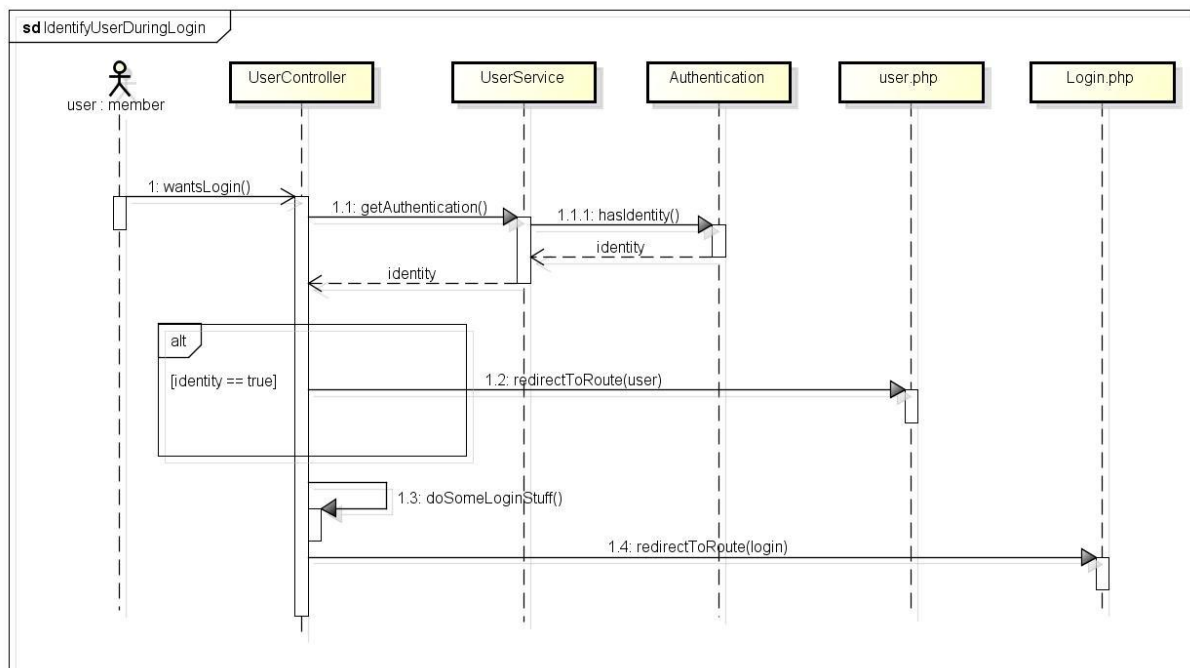 sd IdentifyUserDuringLogin
user : member
UserController
UserService
Authentication
user.php
Login.php
1: wantsLogin()
1.1: getAuthentication()
1.1.1: hasIdentity()
identity
identity
alt
[identity == true]
1.2: redirectToRoute(user)
1.3: doSomeLoginStuff()
1.4: redirectToRoute(login)